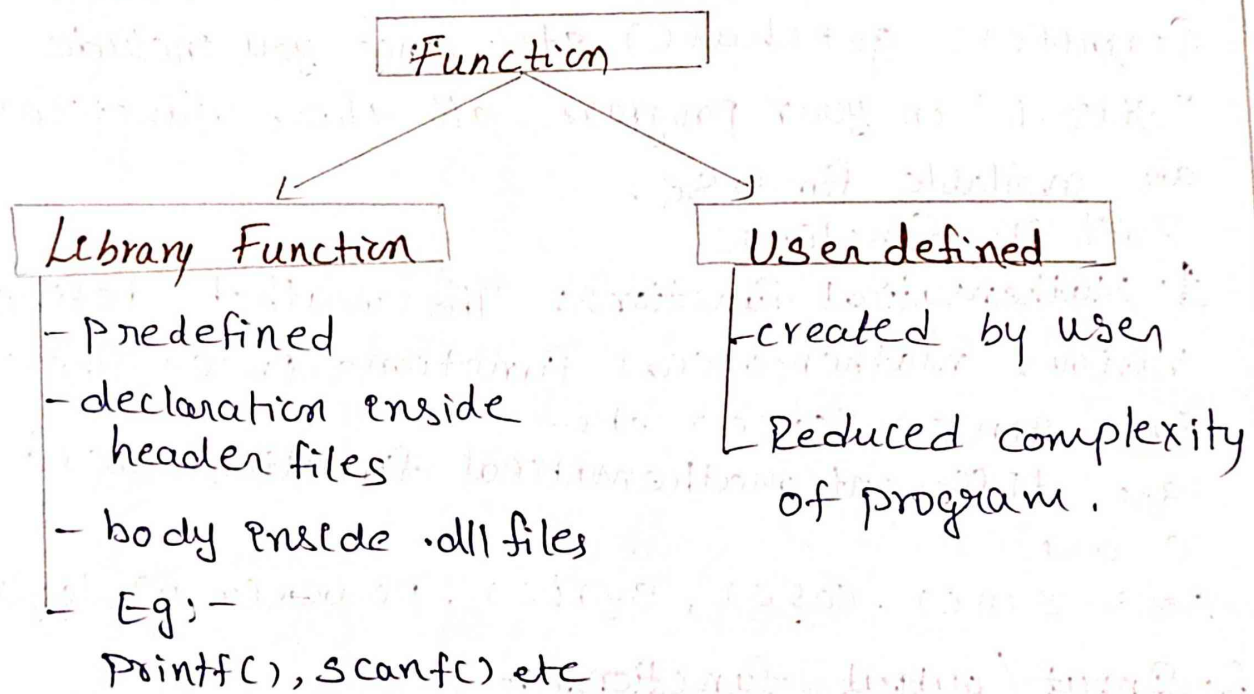 Function
Library Function
- Predefined
- declaration inside
header files
- body inside .dll files
- Eg:-
Printf(), scanf() etc
User defined
- created by user
- Reduced complexity
of program.